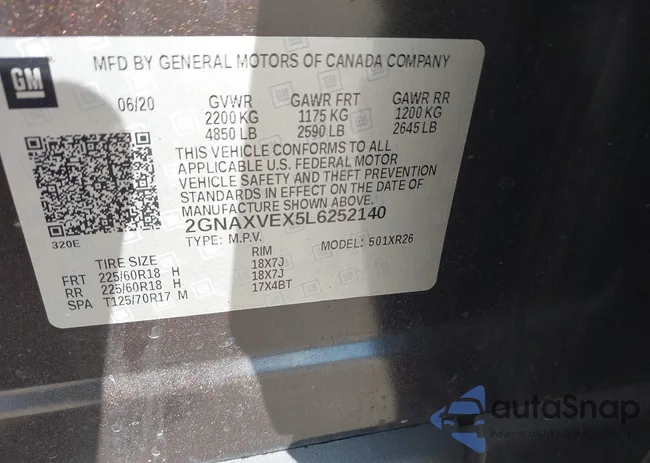 GM
MFD BY GENERAL MOTORS OF CANADA COMPANY
06/20 GVWR GAWR FRT GAWR RR
2200 KG 1175 KG 1200 KG
4850 LB 2590 LB 2645 LB
THIS VEHICLE CONFORMS TO ALL
APPLICABLE U.S. FEDERAL MOTOR
VEHICLE SAFETY AND THEFT PREVENTION
STANDARDS IN EFFECT ON THE DATE OF
MANUFACTURE SHOWN ABOVE.
2GNAXVEX5L6252140
320E
TYPE: M.P.V. MODEL: 501XR26
TIRE SIZE RIM
FRT 225/60R18 H 18X7J
RR 225/60R18 H 18X7J
SPA T125/70R17 M 17X4BT
autoSnap